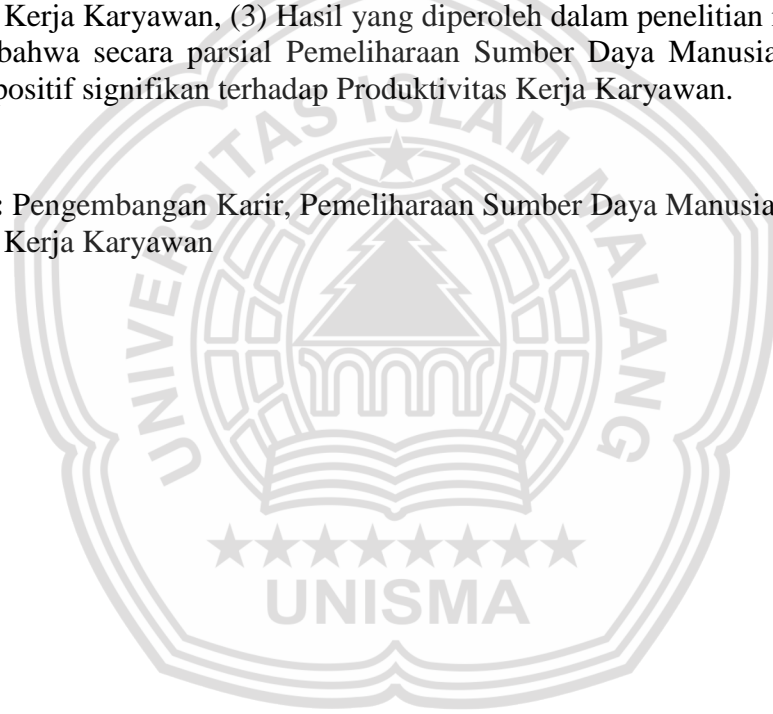 Kerja Karyawan, (3) Hasil yang diperoleh dalam penelitian
bahwa secara parsial Pemeliharaan Sumber Daya Manusia
positif signifikan terhadap Produktivitas Kerja Karyawan.
: Pengembangan Karir, Pemeliharaan Sumber Daya Manusia
Kerja Karyawan
UNIVERSITAS ISLAM MALANG
UNISMA